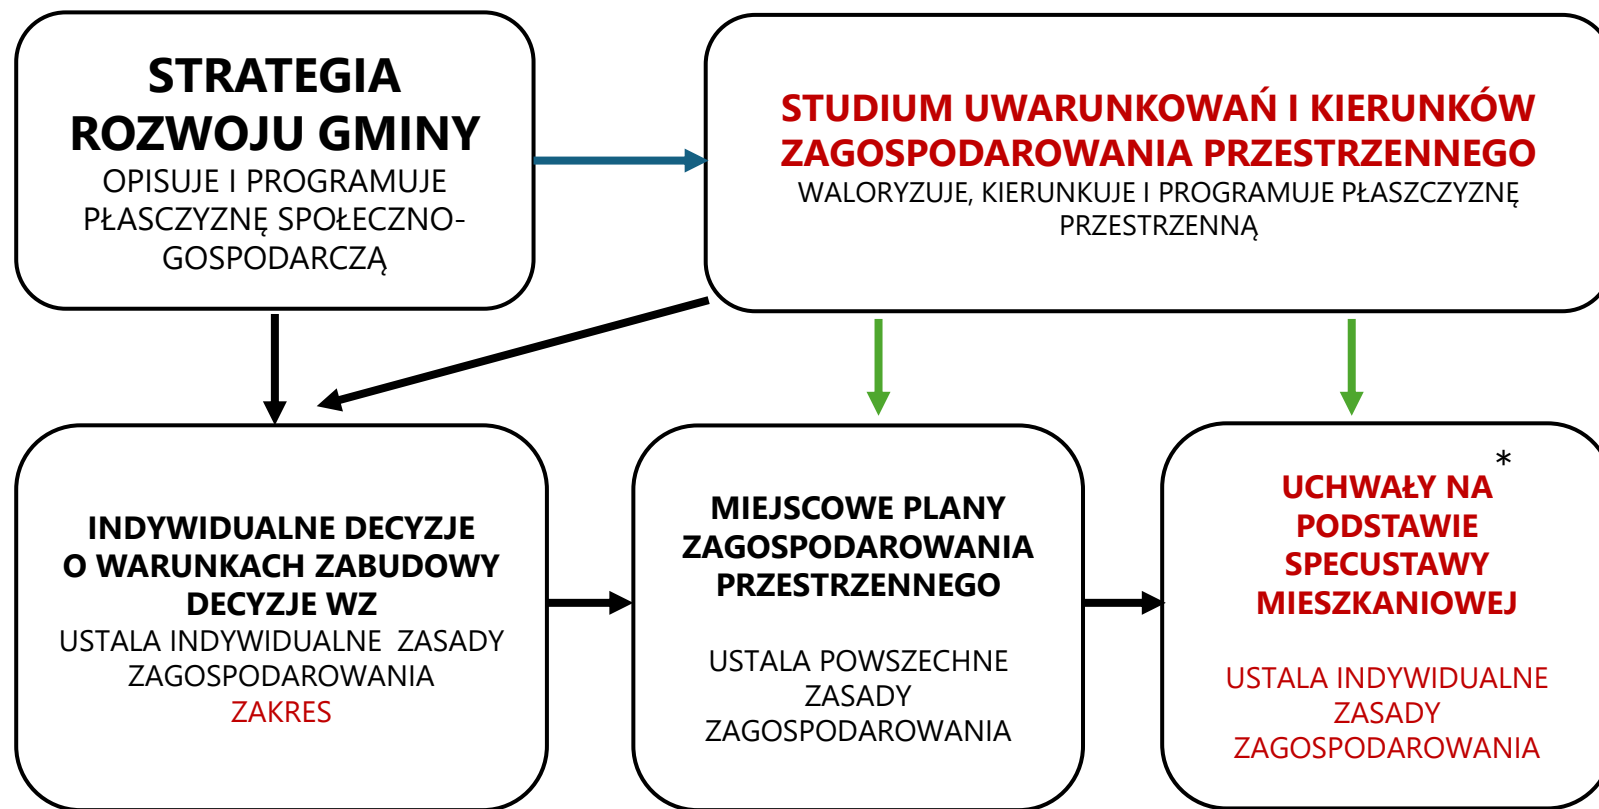 STRATEGIA
ROZWOJU GMINY
OPISUJE I PROGRAMUJE
PŁASCZYZNĘ SPOŁECZNO-
GOSPODARCZĄ
STUDIUM UWARUNKOWAŃ I KIERUNKÓW
ZAGOSPODAROWANIA PRZESTRZENNEGO
WALORYZUJE, KIERUNKUJE I PROGRAMUJE PŁASZCZYZNĘ
PRZESTRZENNĄ
INDYWIDUALNE DECYZJE
O WARUNKACH ZABUDOWY
DECYZJE WZ
USTALA INDYWIDUALNE ZASADY
ZAGOSPODAROWANIA
ZAKRES
MIEJSCOWE PLANY
ZAGOSPODAROWANIA
PRZESTRZENNEGO
USTALA POWSZECHNE
ZASADY
ZAGOSPODAROWANIA
*
UCHWAŁY NA
PODSTAWIE
SPECUSTAWY
MIESZKANIOWEJ
USTALA INDYWIDUALNE
ZASADY
ZAGOSPODAROWANIA